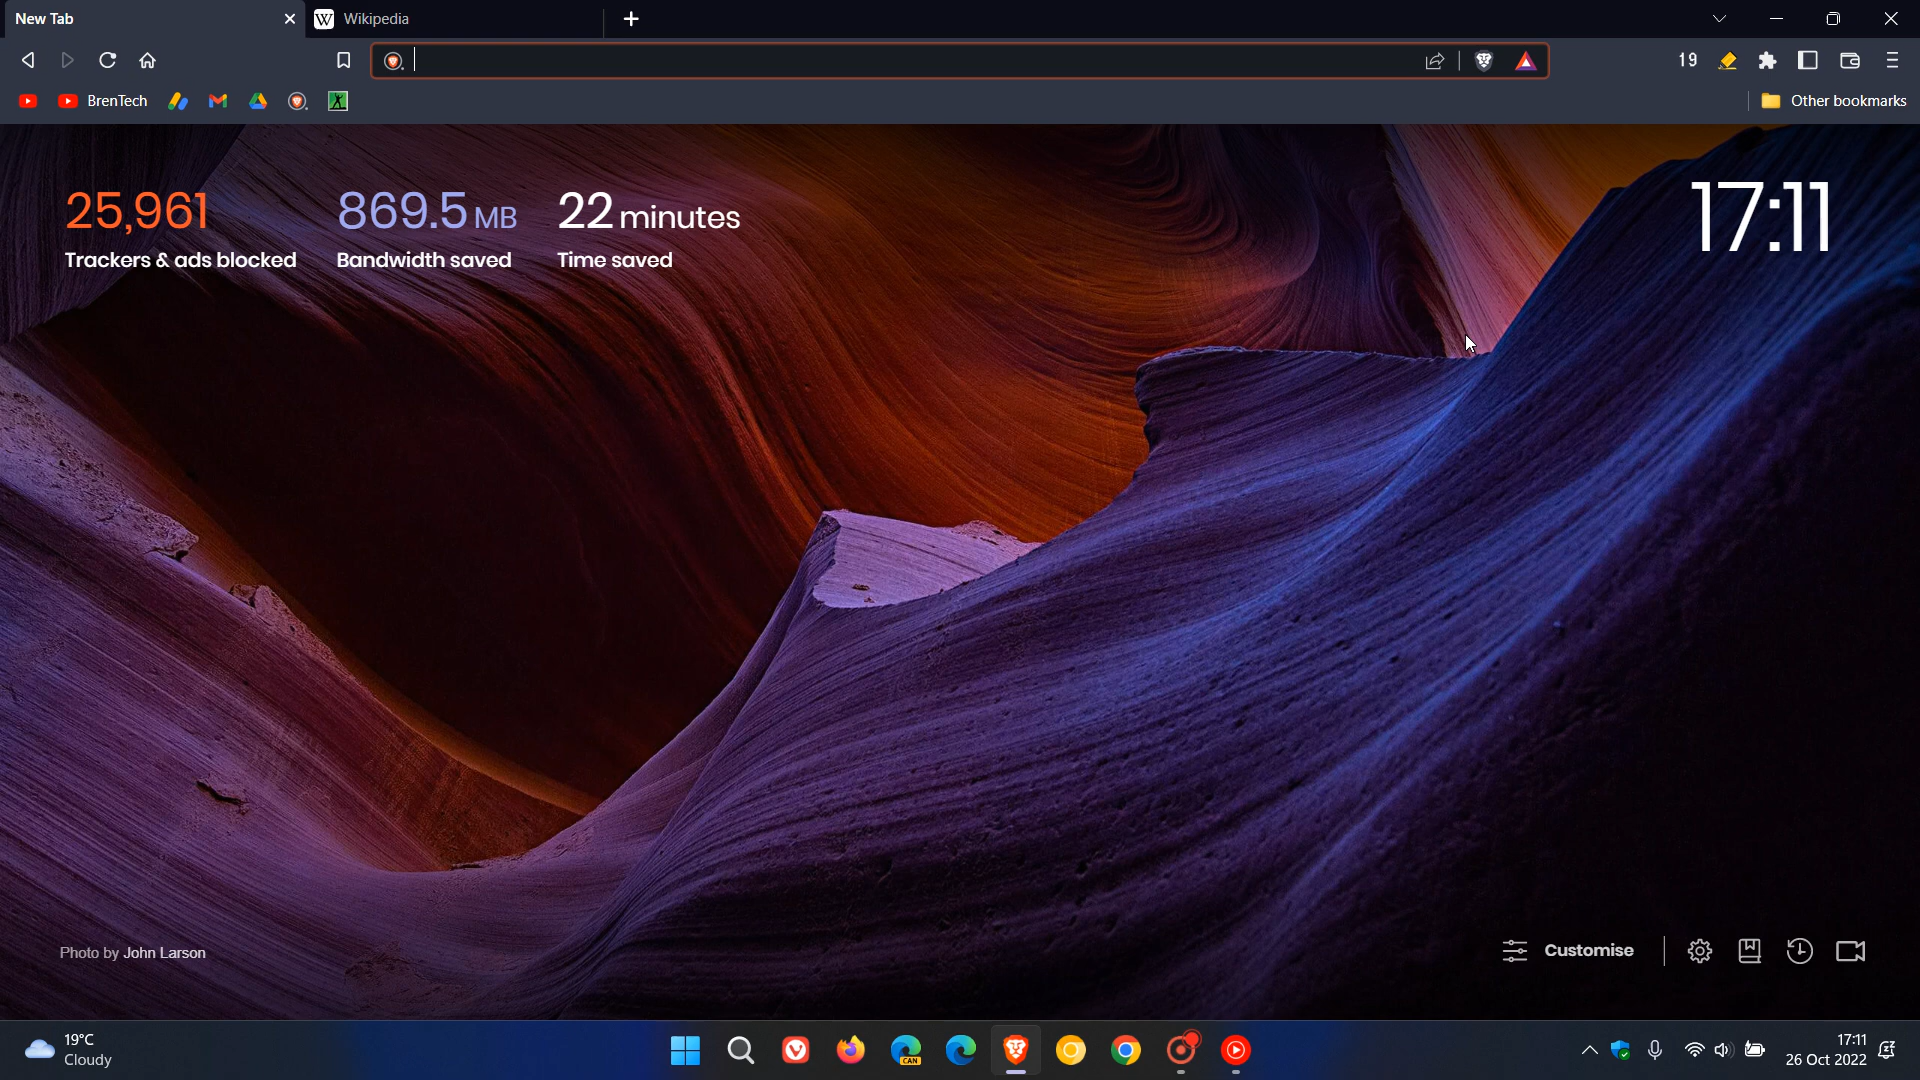 New Tab
W Wikipedia
19
BrenTech
Other bookmarks
25,961 869.5 MB 22 minutes
Trackers & ads blocked Bandwidth saved Time saved
17:11
Photo by John Larson
Customise
19°C
Cloudy
CAN
17:11
26 Oct 2022